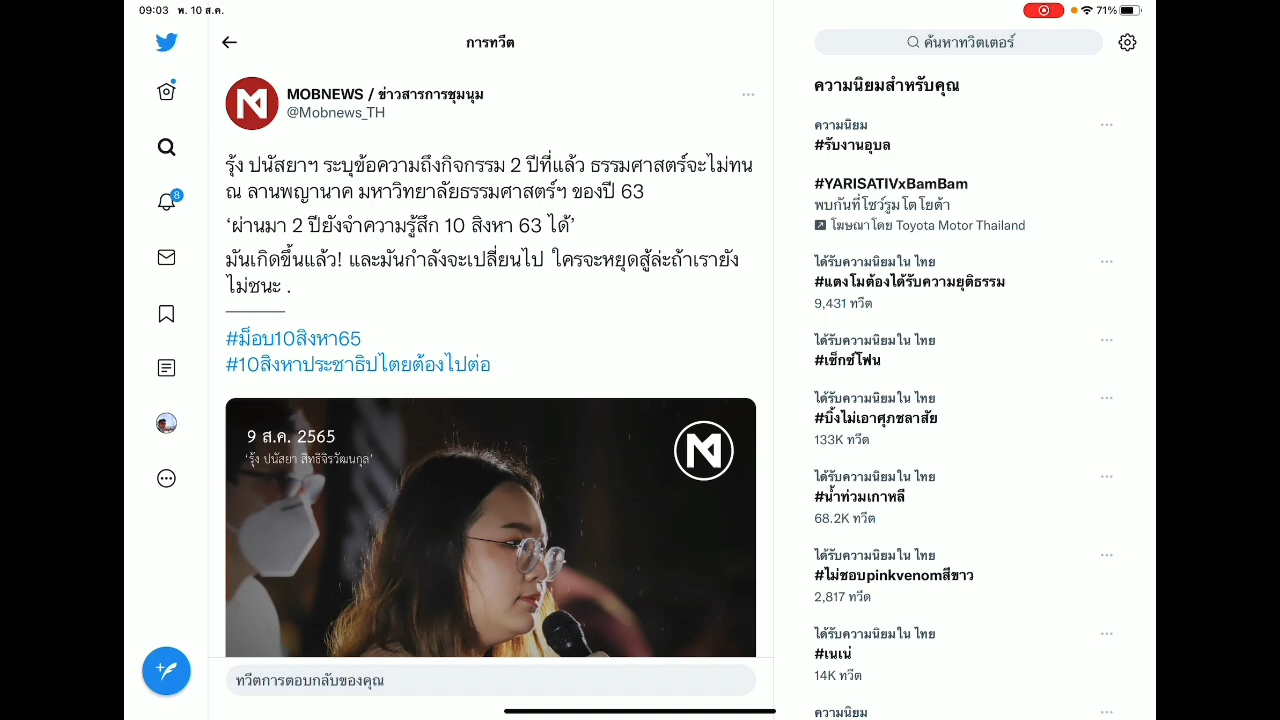 09:03 พ. 10 ส.ค.
71%
การทวีต
ค้นหาทวิตเตอร์
MOBNEWS / ข่าวสารการชุมนุม
@Mobnews_TH
รุ้ง ปนัสยาฯ ระบุข้อความถึงกิจกรรม 2 ปีที่แล้ว ธรรมศาสตร์จะไม่ทน
ณ ลานพญานาค มหาวิทยาลัยธรรมศาสตร์ฯ ของปี 63
‘ผ่านมา 2 ปียังจำความรู้สึก 10 สิงหา 63 ได้’
มันเกิดขึ้นแล้ว! และมันกำลังจะเปลี่ยนไป ใครจะหยุดสู้ล่ะถ้าเรายัง
ไม่ชนะ .
#ม็อบ10สิงหา65
#10สิงหาประชาธิปไตยต้องไปต่อ
9 ส.ค. 2565
'รุ้ง ปนัสยา สิทธิจิรวัฒนกุล'
ทวีตการตอบกลับของคุณ
8
ความนิยมสำหรับคุณ
ความนิยม
#รับงานอุบล
#YARISATIVxBamBam
พบกันที่โชว์รูมโตโยต้า
โฆษณาโดย Toyota Motor Thailand
ได้รับความนิยมใน ไทย
#แตงโมต้องได้รับความยุติธรรม
9,431 ทวีต
ได้รับความนิยมใน ไทย
#เซ็กซ์โฟน
ได้รับความนิยมใน ไทย
#บิ้งไม่เอาศุภชลาสัย
133K ทวีต
ได้รับความนิยมใน ไทย
#น้ําท่วมเกาหลี
68.2K ทวีต
ได้รับความนิยมใน ไทย
#ไม่ชอบpinkvenomสีขาว
2,817 ทวีต
ได้รับความนิยมใน ไทย
#เนเน่
14K ทวีต
ความนิยม